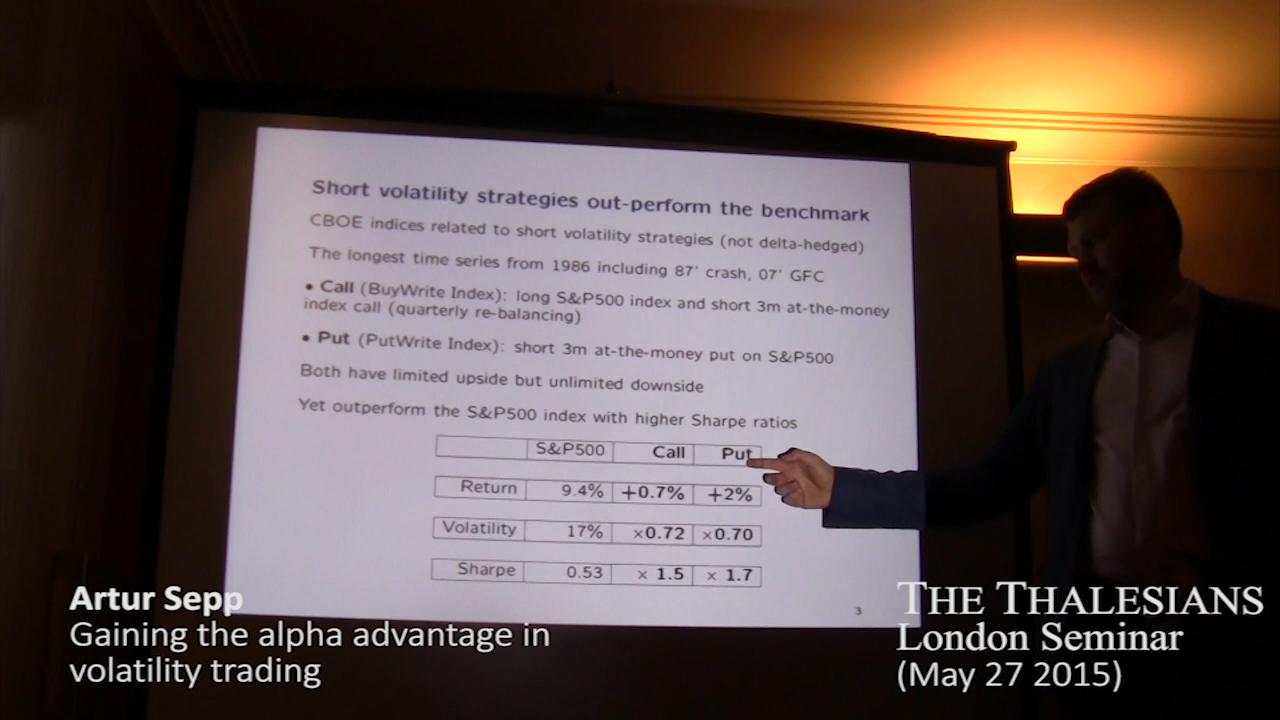 Short volatility strategies out-perform the benchmark
CBOE indices related to short volatility strategies (not delta-hedged)
The longest time series from 1986 including 87' crash, 07' GFC
• Call (BuyWrite Index): long S&P500 index and short 3m at-the-money
index call (quarterly re-balancing)
• Put (PutWrite Index): short 3m at-the-money put on S&P500
Both have limited upside but unlimited downside
Yet outperform the S&P500 index with higher Sharpe ratios
S&P500 Call Put
Return 9.4% +0.7% +2%
Volatility 17% ×0.72 ×0.70
Sharpe 0.53 × 1.5 × 1.7
3
Artur Sepp
Gaining the alpha advantage in
volatility trading
THE THALESIANS
London Seminar
(May 27 2015)